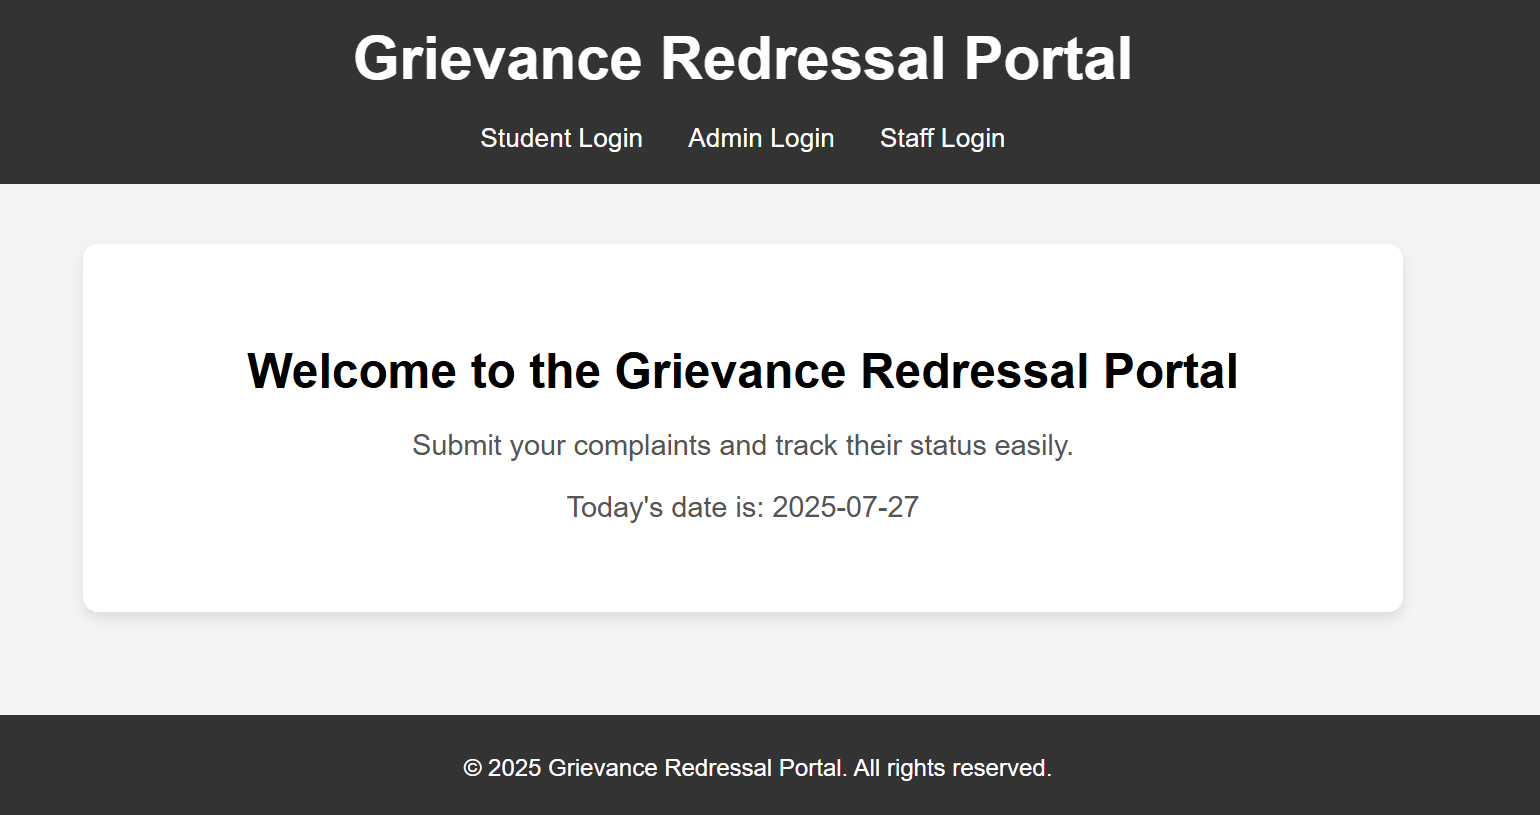 Grievance Redressal Portal
Student Login Admin Login Staff Login
Welcome to the Grievance Redressal Portal
Submit your complaints and track their status easily.
Today's date is: 2025-07-27
© 2025 Grievance Redressal Portal. All rights reserved.